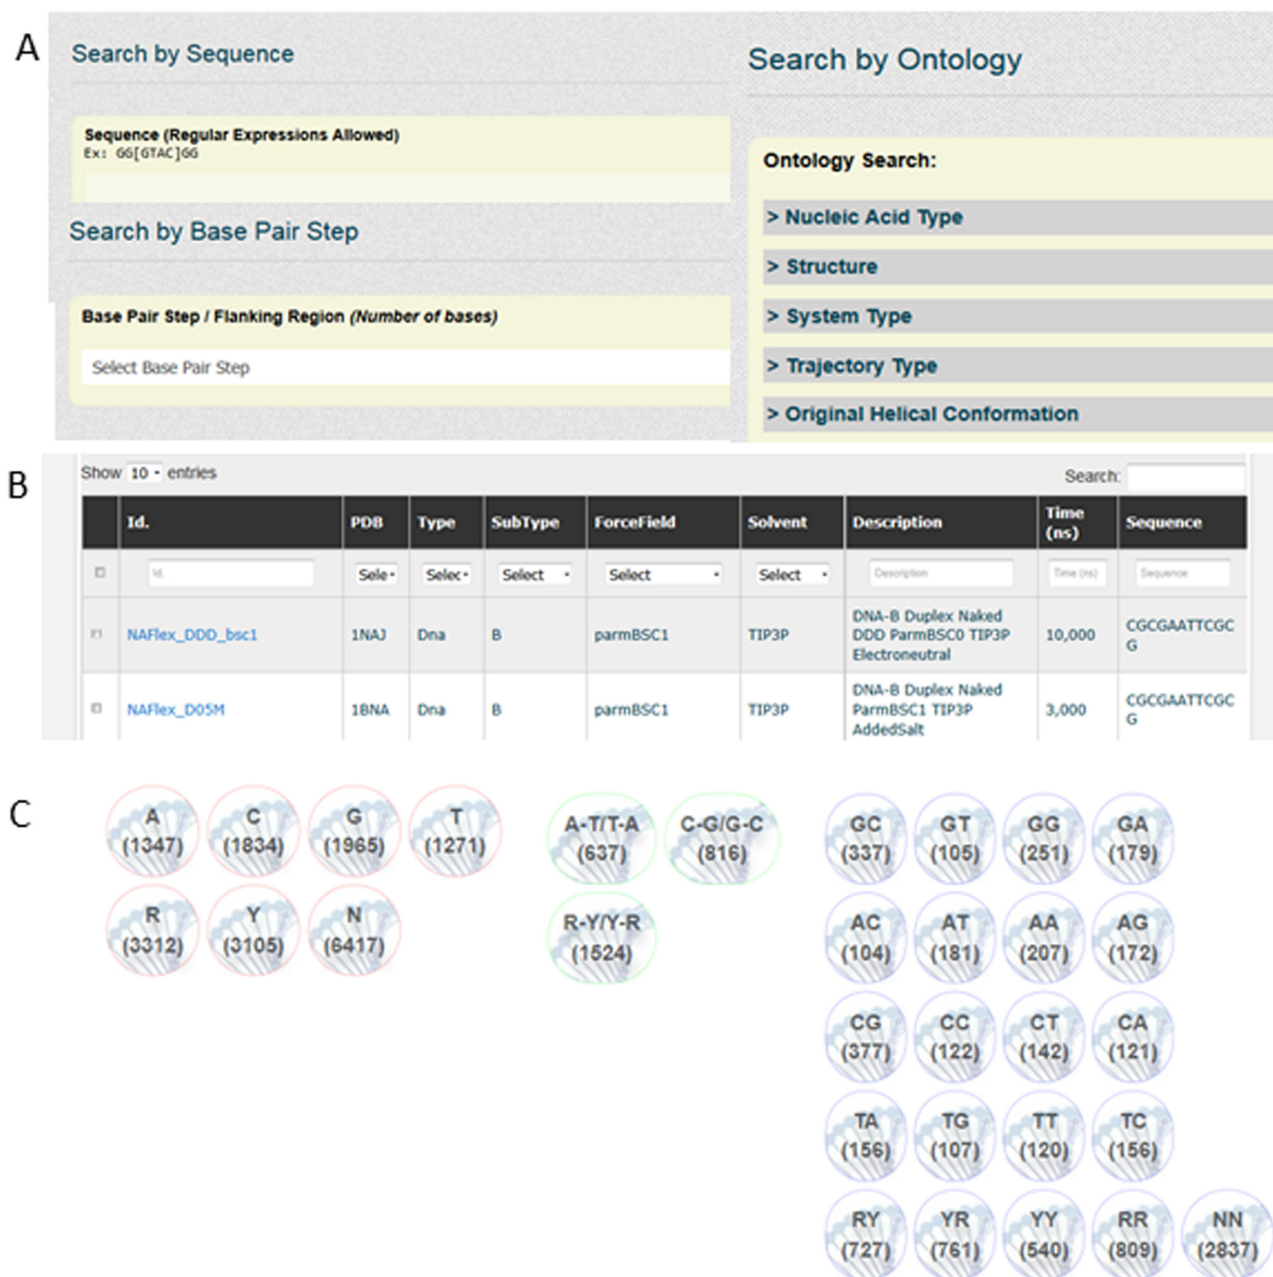 A
Search by Sequence
Sequence (Regular Expressions Allowed)
Ex: GG[GTAC]GG
Search by Base Pair Step
Base Pair Step / Flanking Region (Number of bases)
Select Base Pair Step
Search by Ontology
Ontology Search:
> Nucleic Acid Type
> Structure
> System Type
> Trajectory Type
> Original Helical Conformation
B
Show 10 entries
Search:
Id. PDB Type SubType ForceField Solvent Description Time (ns) Sequence
Id. Sele Selec Select Select Select Description Time (ns) Sequence
NAFlex_DDD_bsc1 1NAJ Dna B parmBSC1 TIP3P
DNA-B Duplex Naked
DDD ParmBSC0 TIP3P
Electroneutral
10,000
CGCGAATTCGC
G
NAFlex_D05M 1BNA Dna B parmBSC1 TIP3P
DNA-B Duplex Naked
ParmBSC1 TIP3P
AddedSalt
3,000
CGCGAATTCGC
G
C
A C G T
(1347) (1834) (1965) (1271)
R Y N
(3312) (3105) (6417)
A-T/T-A C-G/G-C
(637) (816)
R-Y/Y-R
(1524)
GC GT GG GA
(337) (105) (251) (179)
AC AT AA AG
(104) (181) (207) (172)
CG CC CT CA
(377) (122) (142) (121)
TA TG TT TC
(156) (107) (120) (156)
RY YR YY RR NN
(727) (761) (540) (809) (2837)